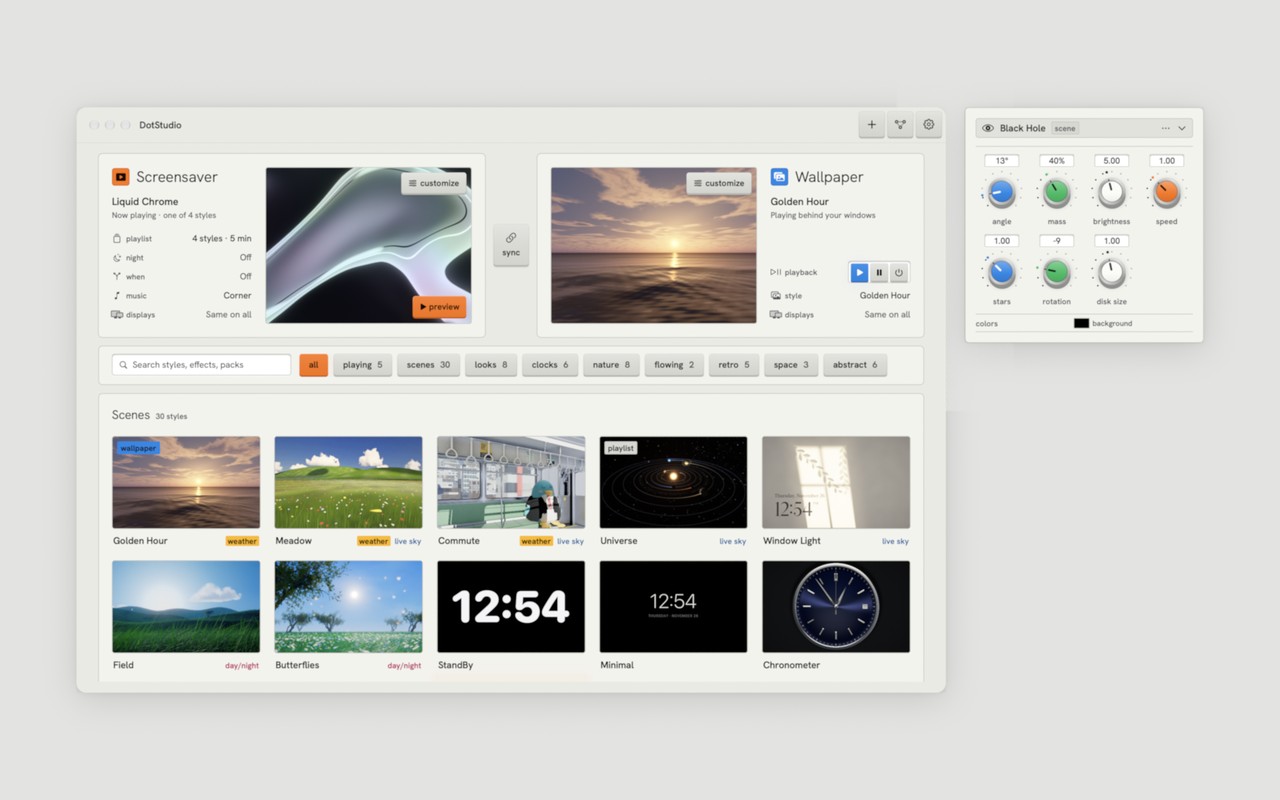 DotStudio
Screensaver
customize
Liquid Chrome
Now playing · one of 4 styles
playlist 4 styles · 5 min
night Off
when Off
music Corner
displays Same on all
preview
sync
customize
Wallpaper
Golden Hour
Playing behind your windows
playback
style Golden Hour
displays Same on all
Search styles, effects, packs
all playing 5 scenes 30 looks 8 clocks 6 nature 8 flowing 2 retro 5 space 3 abstract 6
Scenes 30 styles
wallpaper
playlist
12:54
Golden Hour weather
Meadow weather live sky
Commute weather live sky
Universe live sky
Window Light live sky
12:54
12:54
Field day/night
Butterflies day/night
StandBy
Minimal
Chronometer
Black Hole scene
13° 40% 5.00 1.00
angle mass brightness speed
1.00 -9 1.00
stars rotation disk size
colors background